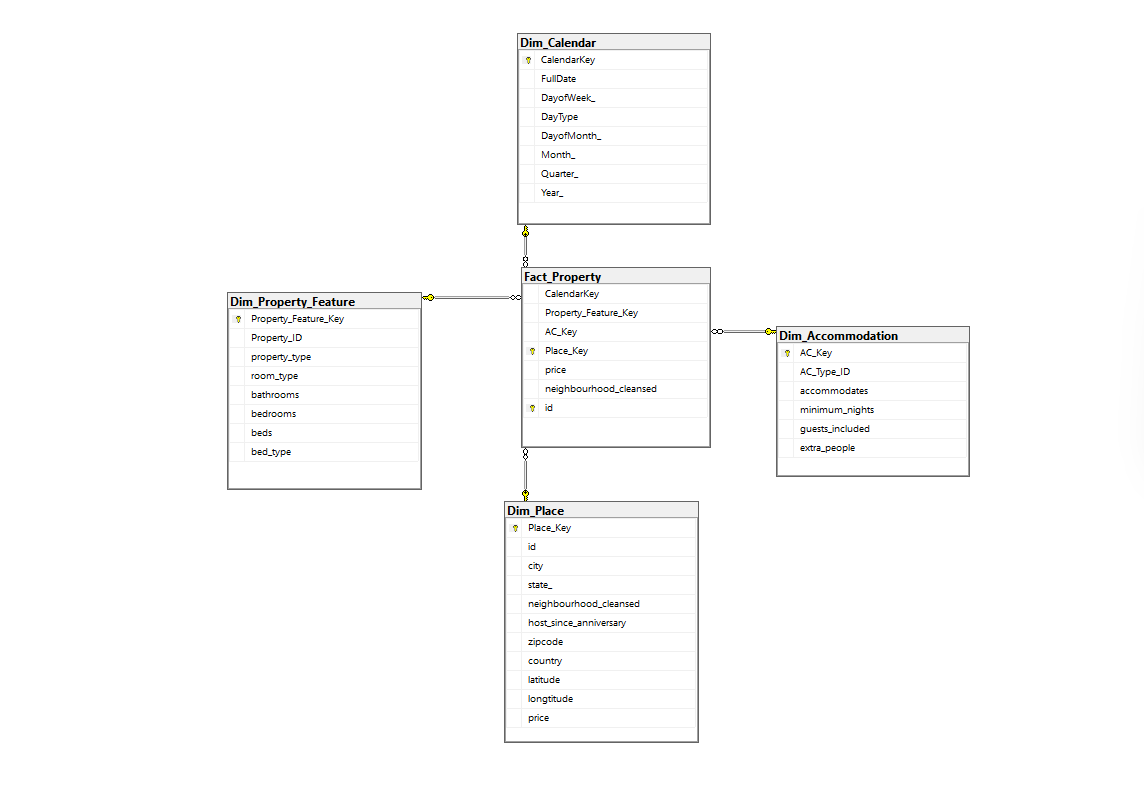 Dim_Calendar
CalendarKey
FullDate
DayofWeek_
DayType
DayofMonth_
Month_
Quarter_
Year_
Fact_Property
CalendarKey
Property_Feature_Key
AC_Key
Place_Key
price
neighbourhood_cleansed
id
Dim_Property_Feature
Property_Feature_Key
Property_ID
property_type
room_type
bathrooms
bedrooms
beds
bed_type
Dim_Accommodation
AC_Key
AC_Type_ID
accommodates
minimum_nights
guests_included
extra_people
Dim_Place
Place_Key
id
city
state_
neighbourhood_cleansed
host_since_anniversary
zipcode
country
latitude
longtitude
price